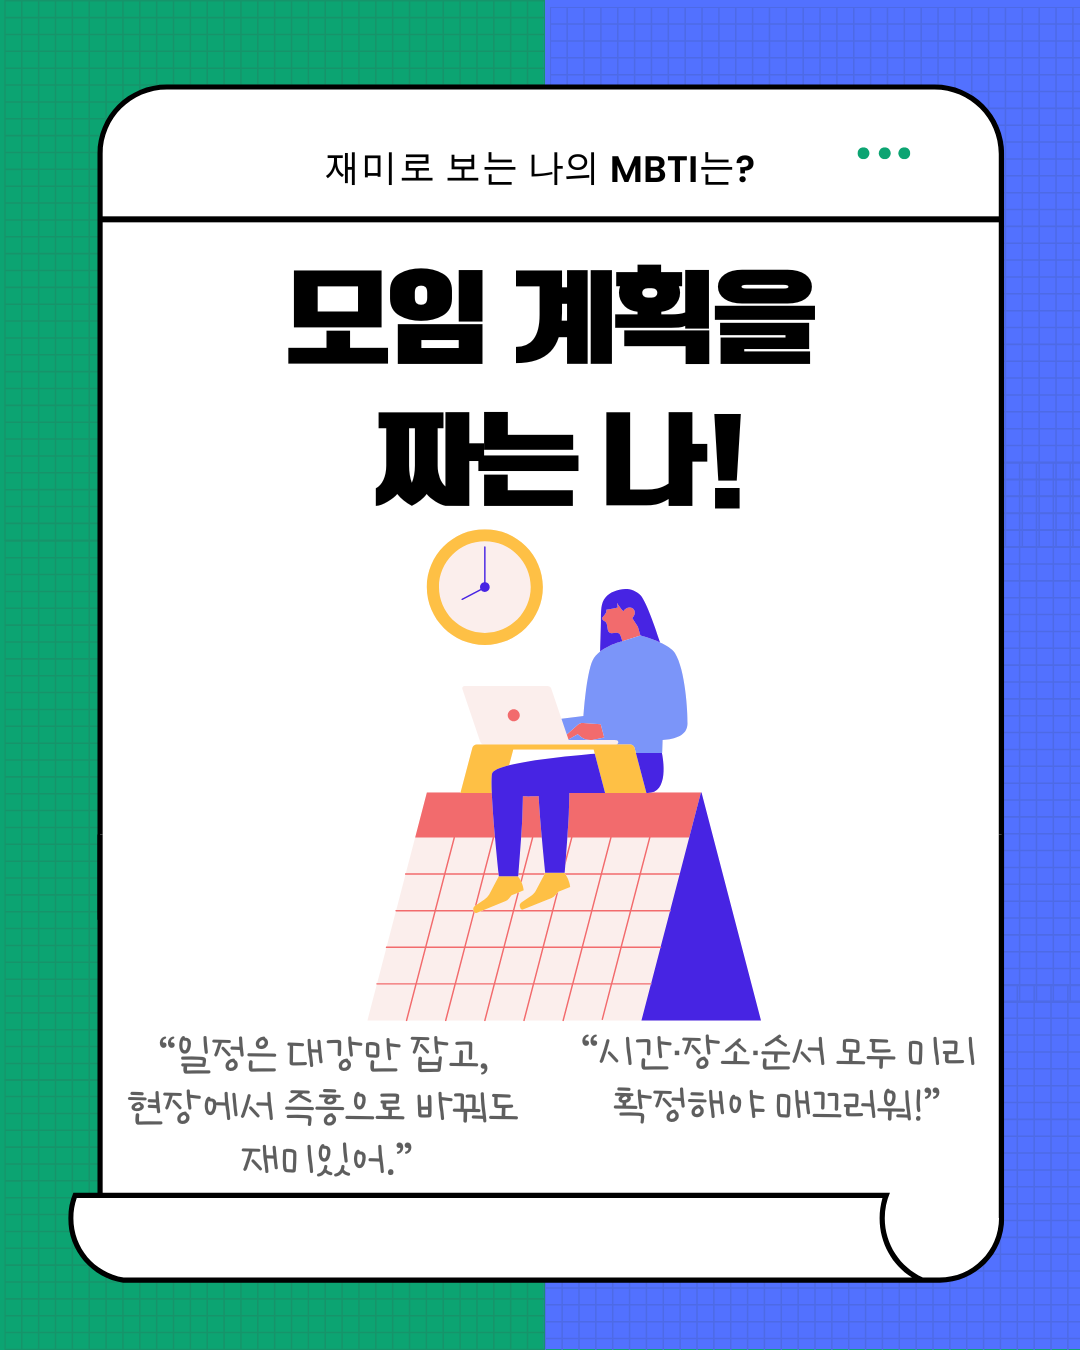 재미로 보는 나의 MBTI는?
모임 계획을
짜는 나!
“일정은 대강만 잡고,
현장에서 즉흥으로 바꿔도
재미있어.”
“시간·장소·순서 모두 미리
확정해야 매끄러워!”